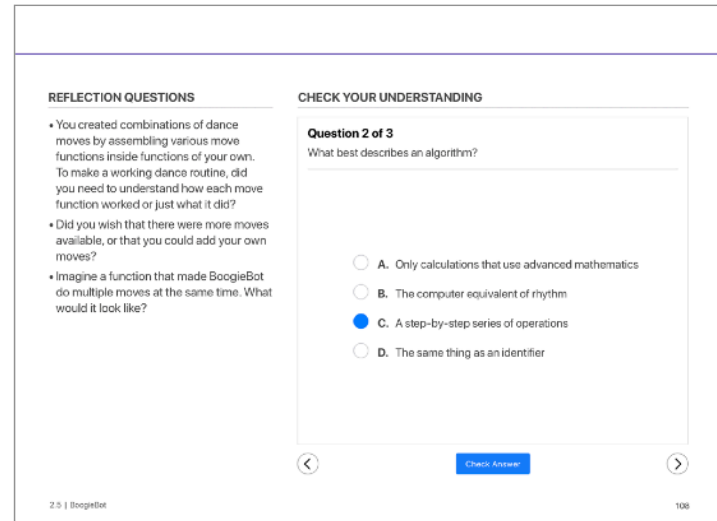 REFLECTION QUESTIONS
• You created combinations of dance
moves by assembling various move
functions inside functions of your own.
To make a working dance routine, did
you need to understand how each move
function worked or just what it did?
• Did you wish that there were more moves
available, or that you could add your own
moves?
• Imagine a function that made BoogieBot
do multiple moves at the same time. What
would it look like?
CHECK YOUR UNDERSTANDING
Question 2 of 3
What best describes an algorithm?
A. Only calculations that use advanced mathematics
B. The computer equivalent of rhythm
C. A step-by-step series of operations
D. The same thing as an identifier
Check Answer
2.5 | BoogieBot
108